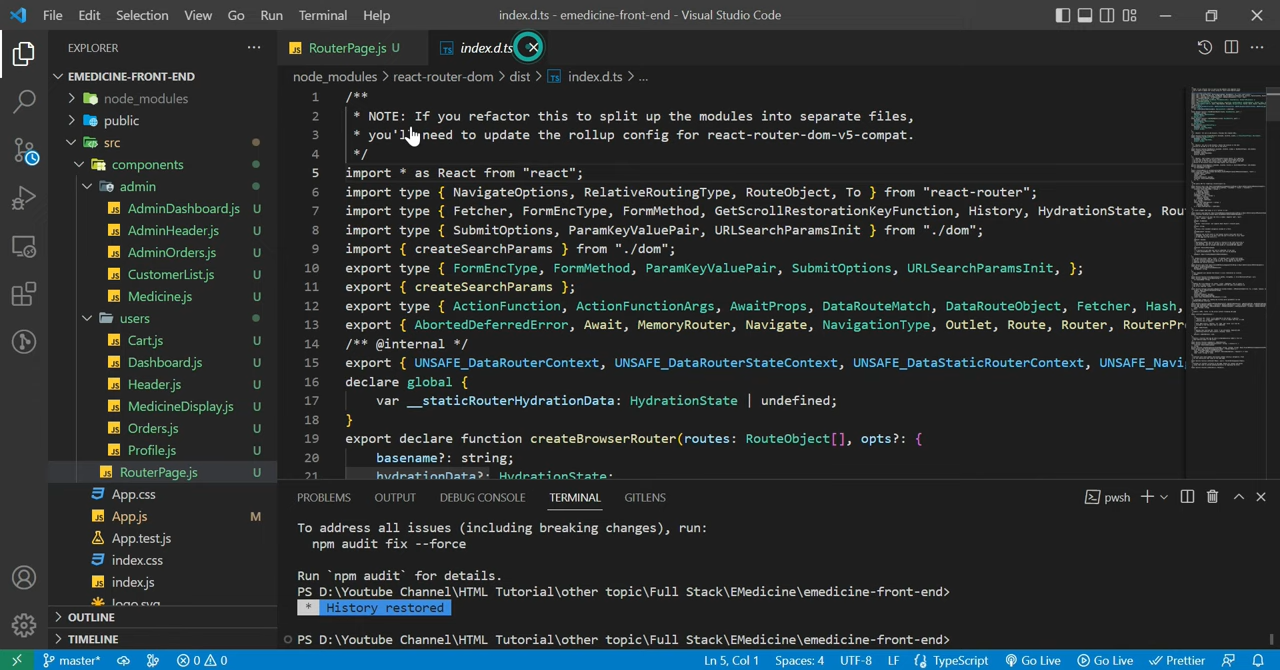 File Edit Selection View Go Run Terminal Help index.d.ts - emedicine-front-end - Visual Studio Code
EXPLORER
RouterPage.js U
TS index.d.ts
EMEDICINE-FRONT-END
node_modules > react-router-dom > dist > TS index.d.ts > ...
node_modules
public
src
components
admin
AdminDashboard.js U
AdminHeader.js U
AdminOrders.js U
CustomerList.js U
Medicine.js U
users
Cart.js U
Dashboard.js U
Header.js U
MedicineDisplay.js U
Orders.js U
Profile.js U
RouterPage.js U
App.css
App.js M
App.test.js
index.css
index.js
logo.svg
OUTLINE
TIMELINE
1 /**
2 * NOTE: If you refactor this to split up the modules into separate files,
3 * you'll need to update the rollup config for react-router-dom-v5-compat.
4 */
5 import * as React from "react";
6 import type { NavigateOptions, RelativeRoutingType, RouteObject, To } from "react-router";
7 import type { Fetcher, FormEncType, FormMethod, GetScrollRestorationKeyFunction, History, HydrationState, Rou
8 import type { SubmitOptions, ParamKeyValuePair, URLSearchParamsInit } from "./dom";
9 import { createSearchParams } from "./dom";
10 export type { FormEncType, FormMethod, ParamKeyValuePair, SubmitOptions, URLSearchParamsInit, };
11 export { createSearchParams };
12 export type { ActionFunction, ActionFunctionArgs, AwaitProps, DataRouteMatch, DataRouteObject, Fetcher, Hash,
13 export { AbortedDeferredError, Await, MemoryRouter, Navigate, NavigationType, Outlet, Route, Router, RouterPr
14 /** @internal */
15 export { UNSAFE_DataRouterContext, UNSAFE_DataRouterStateContext, UNSAFE_DataStaticRouterContext, UNSAFE_Navi
16 declare global {
17 var __staticRouterHydrationData: HydrationState | undefined;
18 }
19 export declare function createBrowserRouter(routes: RouteObject[], opts?: {
20 basename?: string;
21 hydrationData?: HydrationState;
PROBLEMS OUTPUT DEBUG CONSOLE TERMINAL GITLENS
pwsh
To address all issues (including breaking changes), run:
npm audit fix --force
Run `npm audit` for details.
PS D:\Youtube Channel\HTML Tutorial\other topic\Full Stack\EMedicine\emedicine-front-end>
* History restored
PS D:\Youtube Channel\HTML Tutorial\other topic\Full Stack\EMedicine\emedicine-front-end>
master* 0 0 Ln 5, Col 1 Spaces: 4 UTF-8 LF {} TypeScript Go Live Go Live Prettier